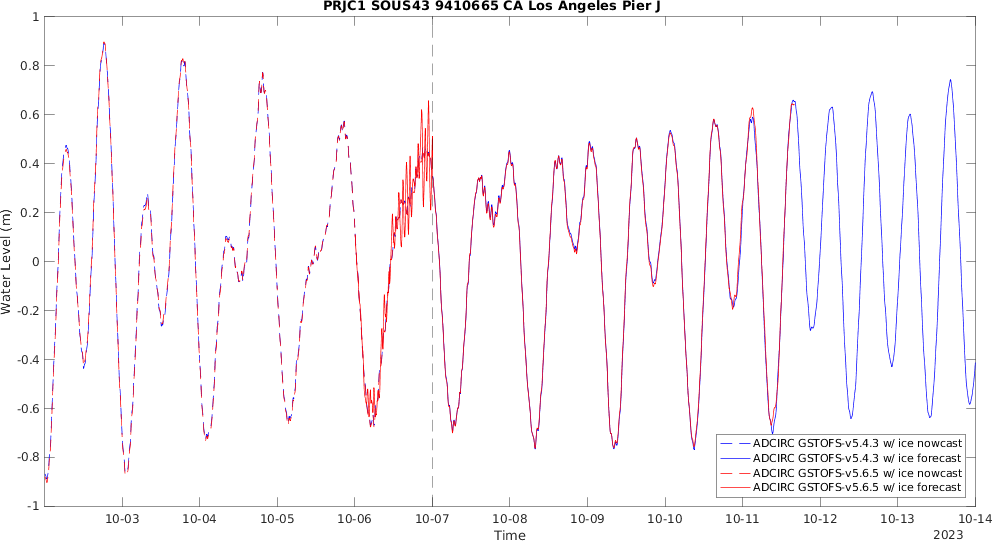 PRJC1 SOUS43 9410665 CA Los Angeles Pier J
Water Level (m)
1
0.8
0.6
0.4
0.2
0
-0.2
-0.4
-0.6
-0.8
-1
ADCIRC GSTOFS-v5.4.3 w/ ice nowcast
ADCIRC GSTOFS-v5.4.3 w/ ice forecast
ADCIRC GSTOFS-v5.6.5 w/ ice nowcast
ADCIRC GSTOFS-v5.6.5 w/ ice forecast
10-03 10-04 10-05 10-06 10-07 10-08 10-09 10-10 10-11 10-12 10-13 10-14
Time
2023